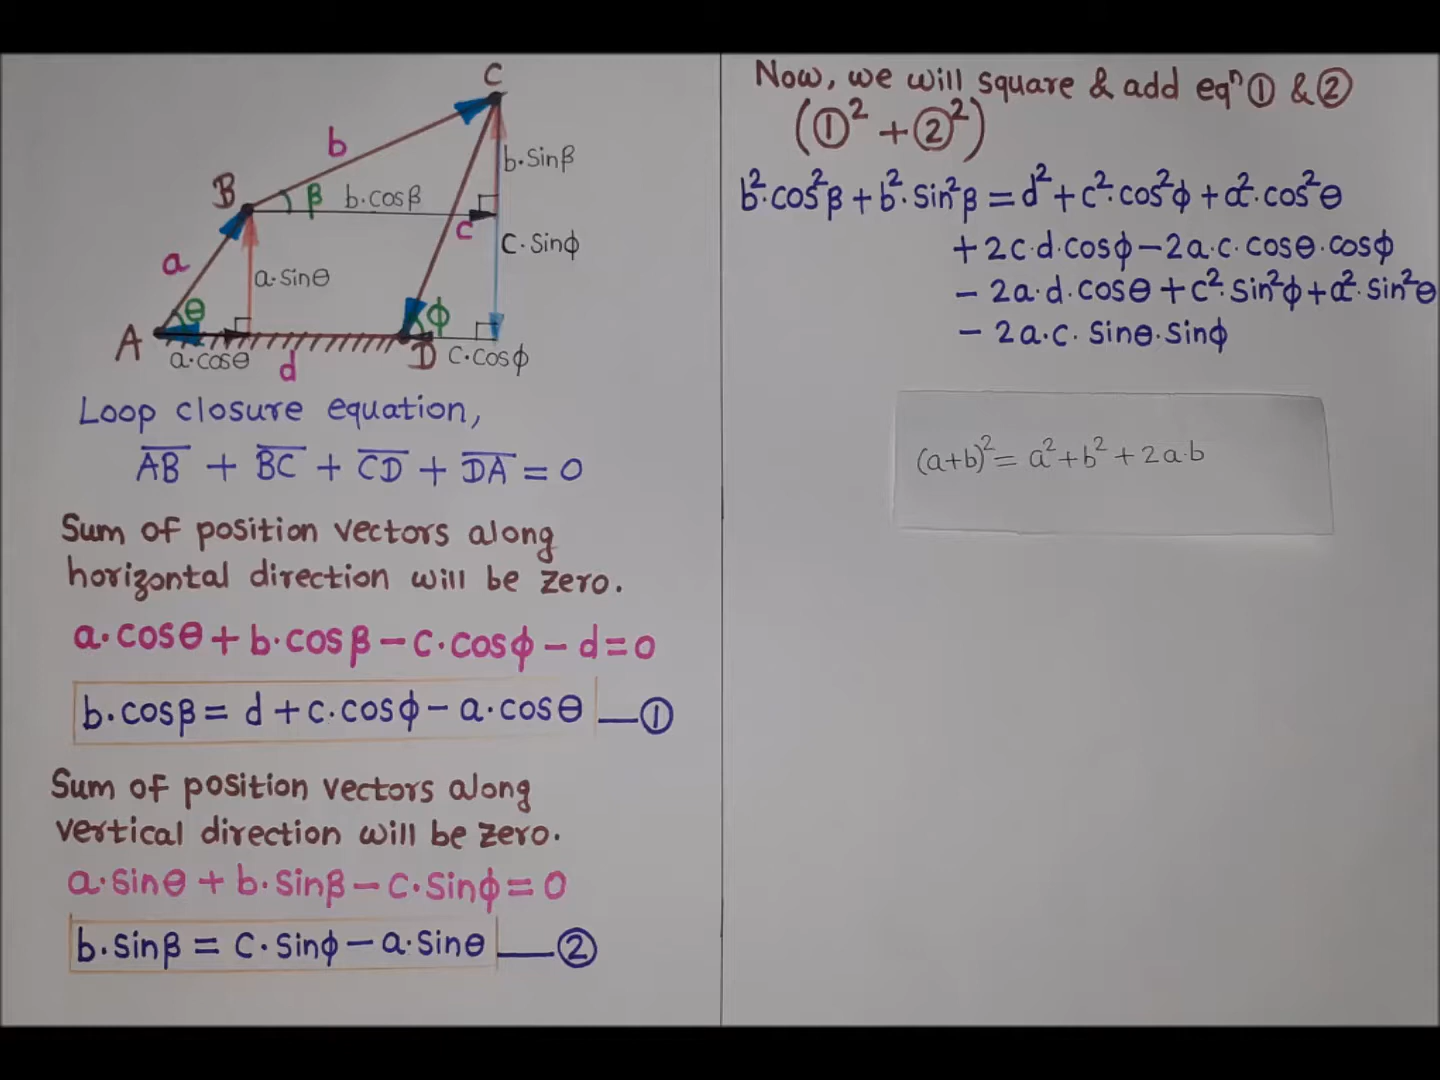 C
b
b·sinβ
B
β
b·cosβ
c
c·sinϕ
a
a·sinθ
θ
ϕ
A
a·cosθ
d
D
c·cosϕ
Loop closure equation,
A̅B̅ + B̅C̅ + C̅D̅ + D̅A̅ = 0
Sum of position vectors along
horizontal direction will be zero.
a·cosθ + b·cosβ – c·cosϕ – d = 0
b·cosβ = d + c·cosϕ – a·cosθ —①
Sum of position vectors along
vertical direction will be zero.
a·sinθ + b·sinβ – c·sinϕ = 0
b·sinβ = c·sinϕ – a·sinθ —②
Now, we will square & add eqⁿ ① & ②
(①² + ②²)
b²·cos²β + b²·sin²β = d² + c²·cos²ϕ + a²·cos²θ
+ 2c·d·cosϕ – 2a·c·cosθ·cosϕ
– 2a·d·cosθ + c²·sin²ϕ + a²·sin²θ
– 2a·c·sinθ·sinϕ
(a+b)² = a² + b² + 2a·b